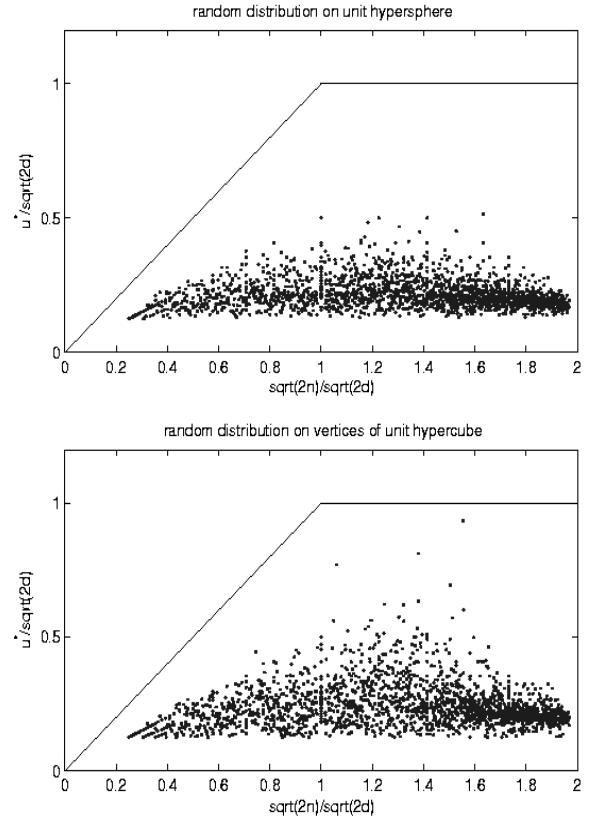 random distribution on unit hypersphere
1
0.5
0
u*/sqrt(2d)
0 0.2 0.4 0.6 0.8 1 1.2 1.4 1.6 1.8 2
sqrt(2n)/sqrt(2d)
random distribution on vertices of unit hypercube
1
0.5
0
u*/sqrt(2d)
0 0.2 0.4 0.6 0.8 1 1.2 1.4 1.6 1.8 2
sqrt(2n)/sqrt(2d)